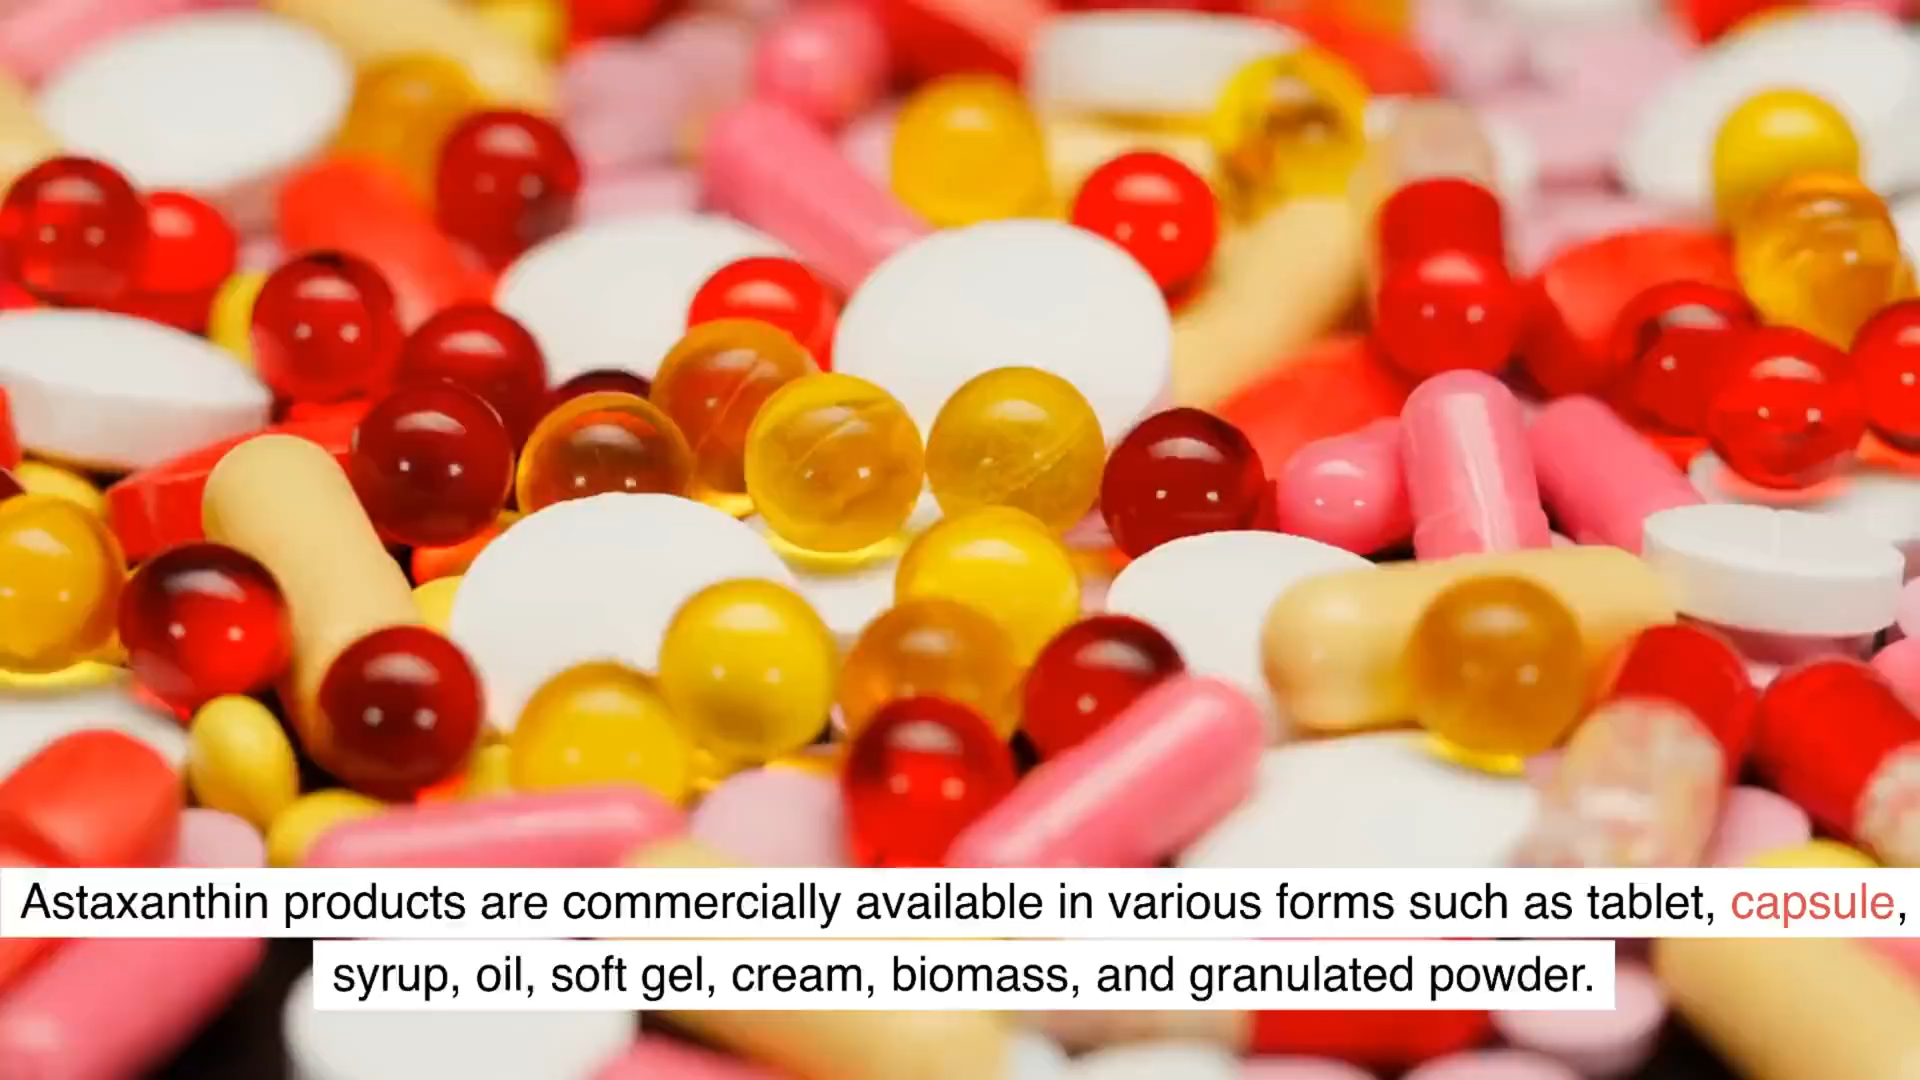 Astaxanthin products are commercially available in various forms such as tablet, capsule,
syrup, oil, soft gel, cream, biomass, and granulated powder.